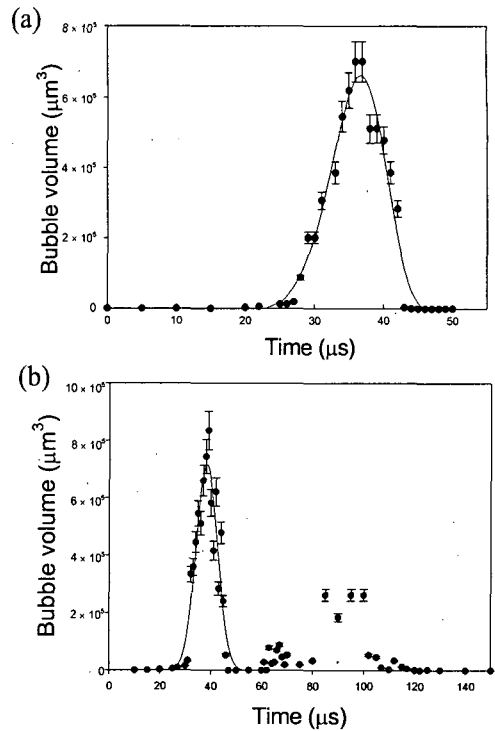 (a)
Bubble volume (μm³)
8 × 10⁵
6 × 10⁵
4 × 10⁵
2 × 10⁵
0
0 10 20 30 40 50
Time (μs)
(b)
Bubble volume (μm³)
10 × 10⁵
8 × 10⁵
6 × 10⁵
4 × 10⁵
2 × 10⁵
0
0 20 40 60 80 100 120 140
Time (μs)